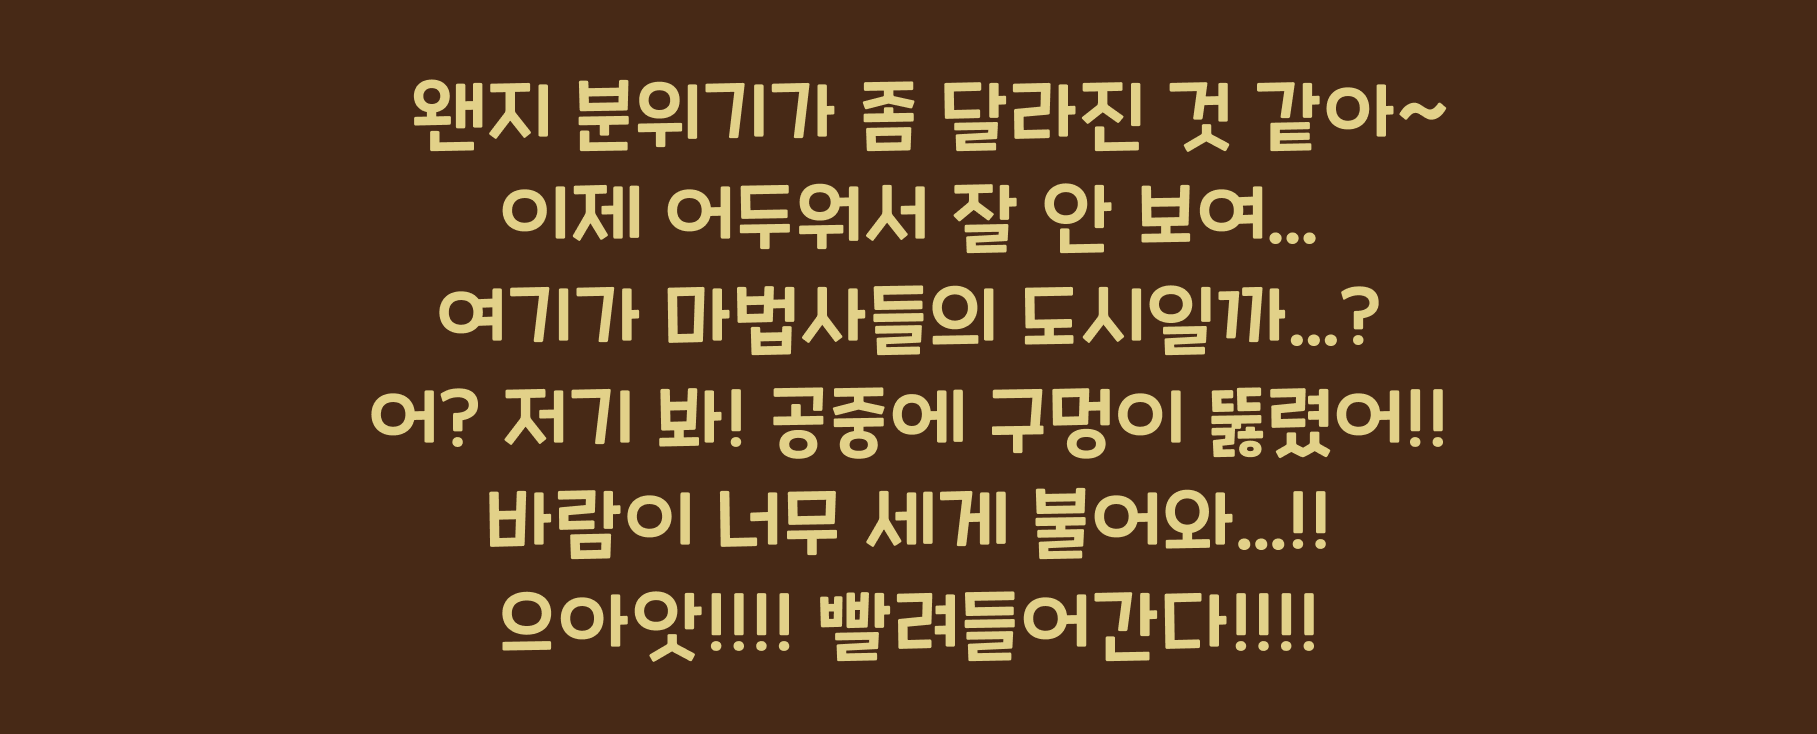 왠지 분위기가 좀 달라진 것 같아~
이제 어두워서 잘 안 보여...
여기가 마법사들의 도시일까...?
어? 저기 봐! 공중에 구멍이 뚫렸어!!
바람이 너무 세게 불어와...!!
으아앗!!!! 빨려들어간다!!!!